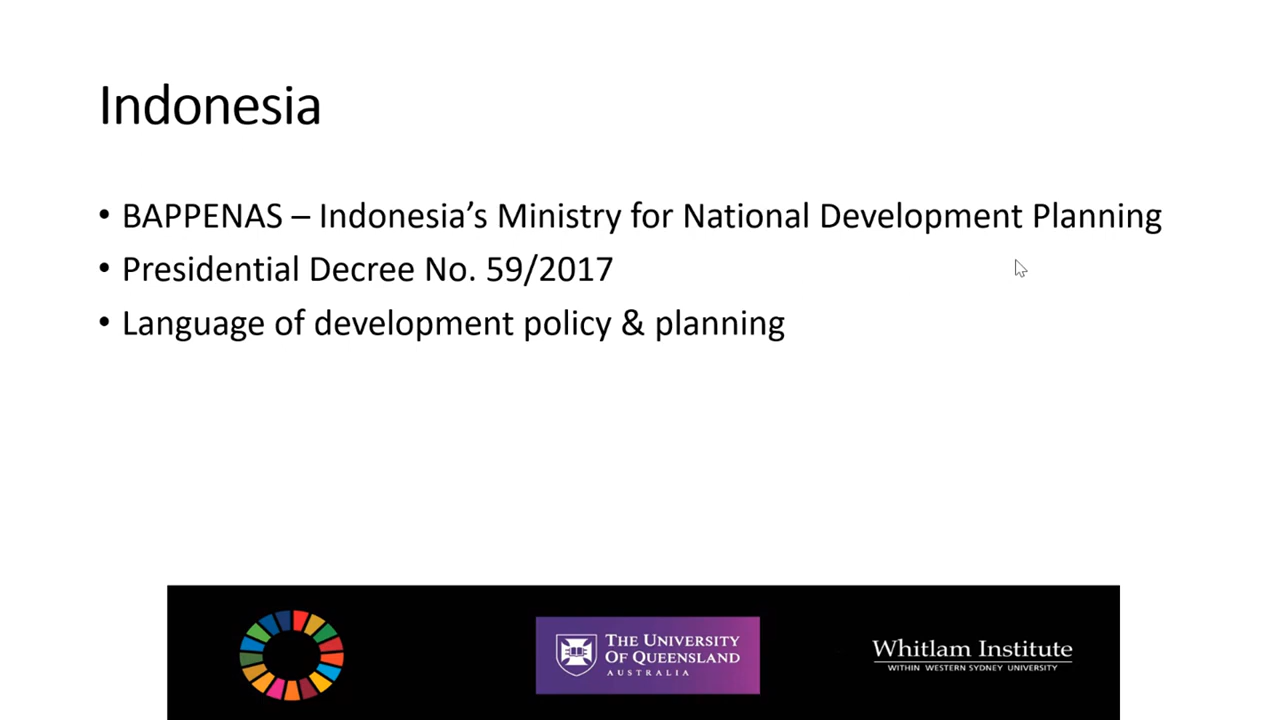 Indonesia
• BAPPENAS – Indonesia’s Ministry for National Development Planning
• Presidential Decree No. 59/2017
• Language of development policy & planning
THE UNIVERSITY
OF QUEENSLAND
AUSTRALIA
Whitlam Institute
WITHIN WESTERN SYDNEY UNIVERSITY